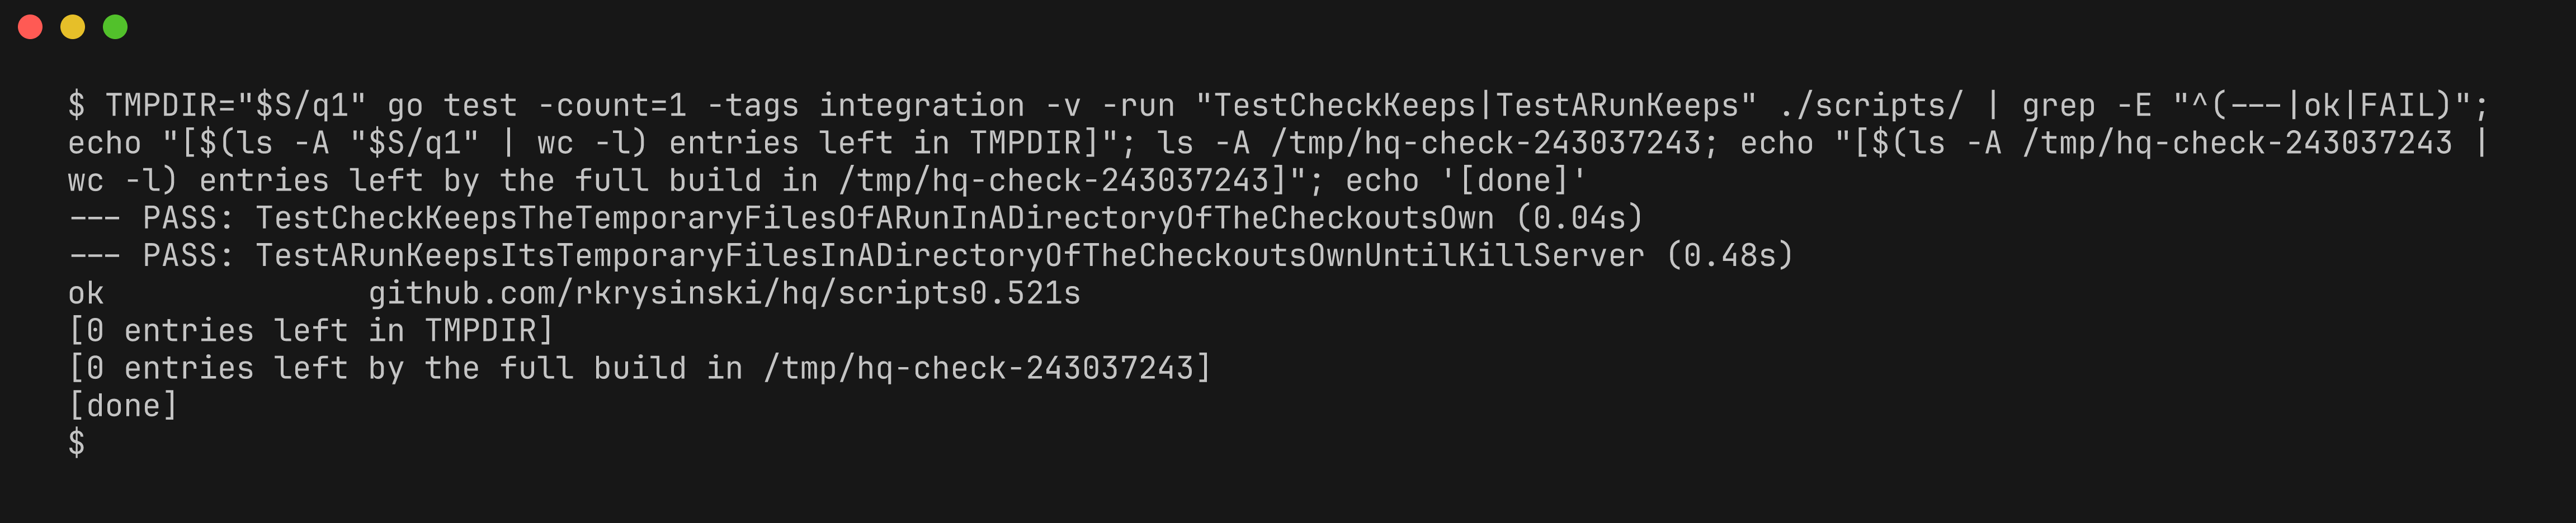 $ TMPDIR="$S/q1" go test -count=1 -tags integration -v -run "TestCheckKeeps|TestARunKeeps" ./scripts/ | grep -E "^(---|ok|FAIL)";
echo "[$(ls -A "$S/q1" | wc -l) entries left in TMPDIR]"; ls -A /tmp/hq-check-243037243; echo "[$(ls -A /tmp/hq-check-243037243 |
wc -l) entries left by the full build in /tmp/hq-check-243037243]"; echo '[done]'
--- PASS: TestCheckKeepsTheTemporaryFilesOfARunInADirectoryOfTheCheckoutsOwn (0.04s)
--- PASS: TestARunKeepsItsTemporaryFilesInADirectoryOfTheCheckoutsOwnUntilKillServer (0.48s)
ok              github.com/rkrysinski/hq/scripts0.521s
[0 entries left in TMPDIR]
[0 entries left by the full build in /tmp/hq-check-243037243]
[done]
$